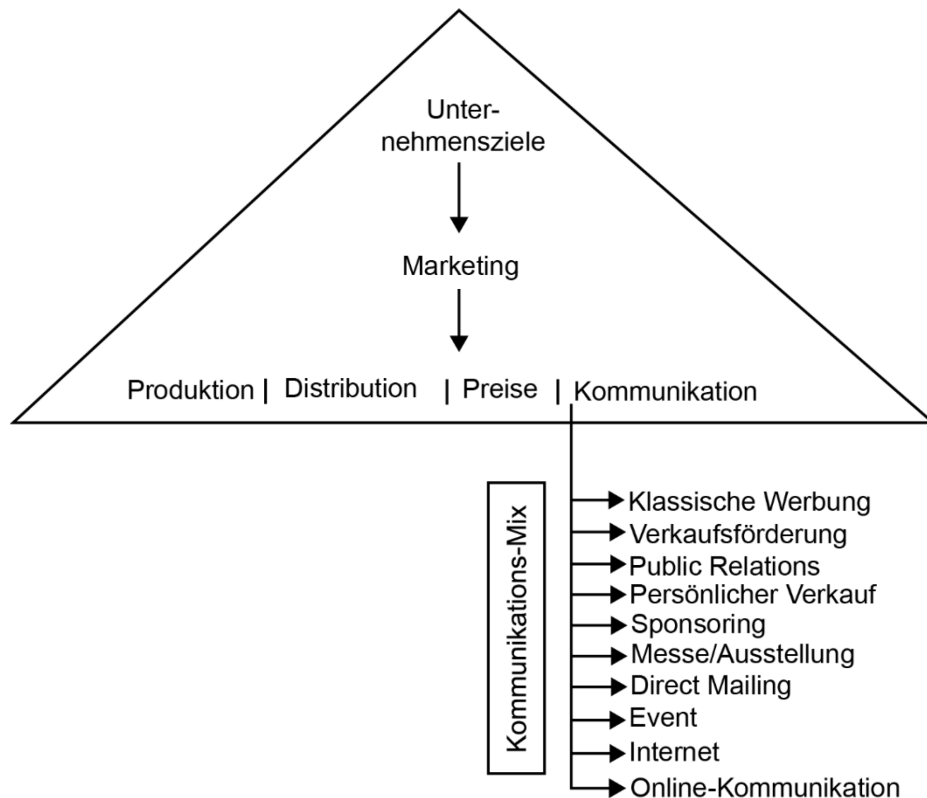 Unter-
nehmensziele
Marketing
Produktion | Distribution | Preise | Kommunikation
Kommunikations-Mix
Klassische Werbung
Verkaufsförderung
Public Relations
Persönlicher Verkauf
Sponsoring
Messe/Ausstellung
Direct Mailing
Event
Internet
Online-Kommunikation